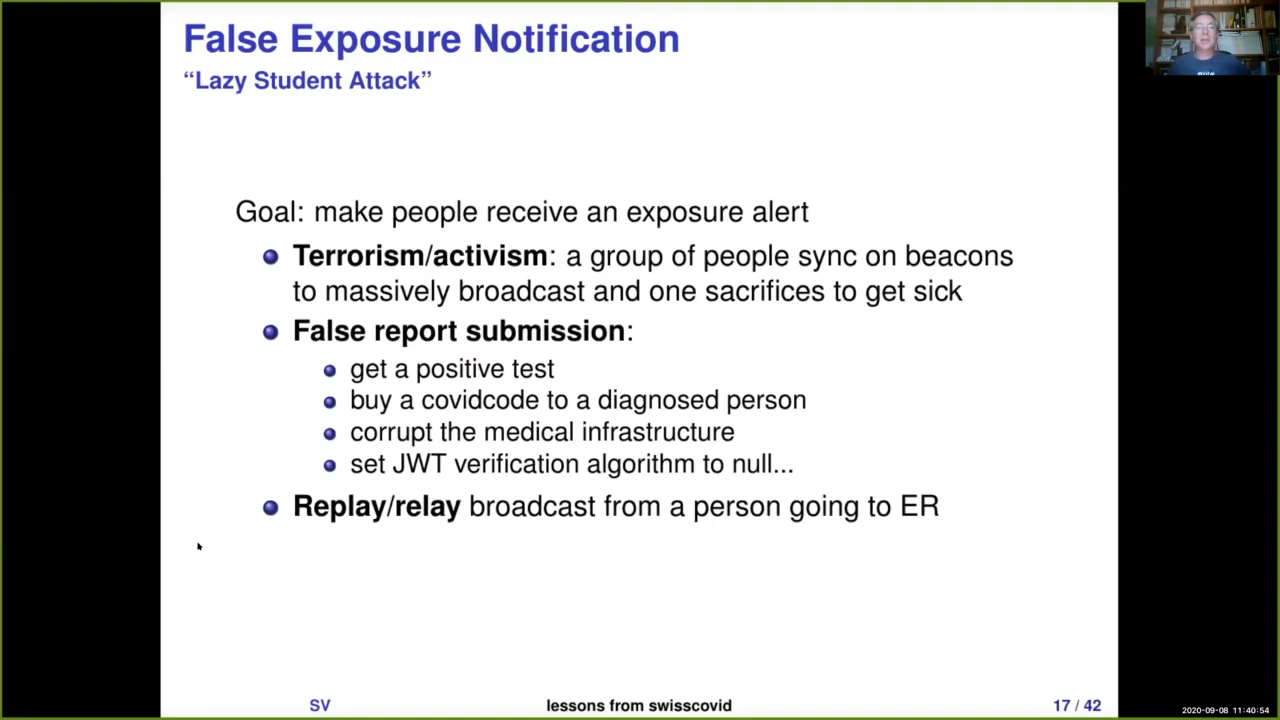 False Exposure Notification
“Lazy Student Attack”
Goal: make people receive an exposure alert
Terrorism/activism: a group of people sync on beacons
to massively broadcast and one sacrifices to get sick
False report submission:
get a positive test
buy a covidcode to a diagnosed person
corrupt the medical infrastructure
set JWT verification algorithm to null...
Replay/relay broadcast from a person going to ER
SV lessons from swisscovid 17 / 42
2020-09-08 11:40:54